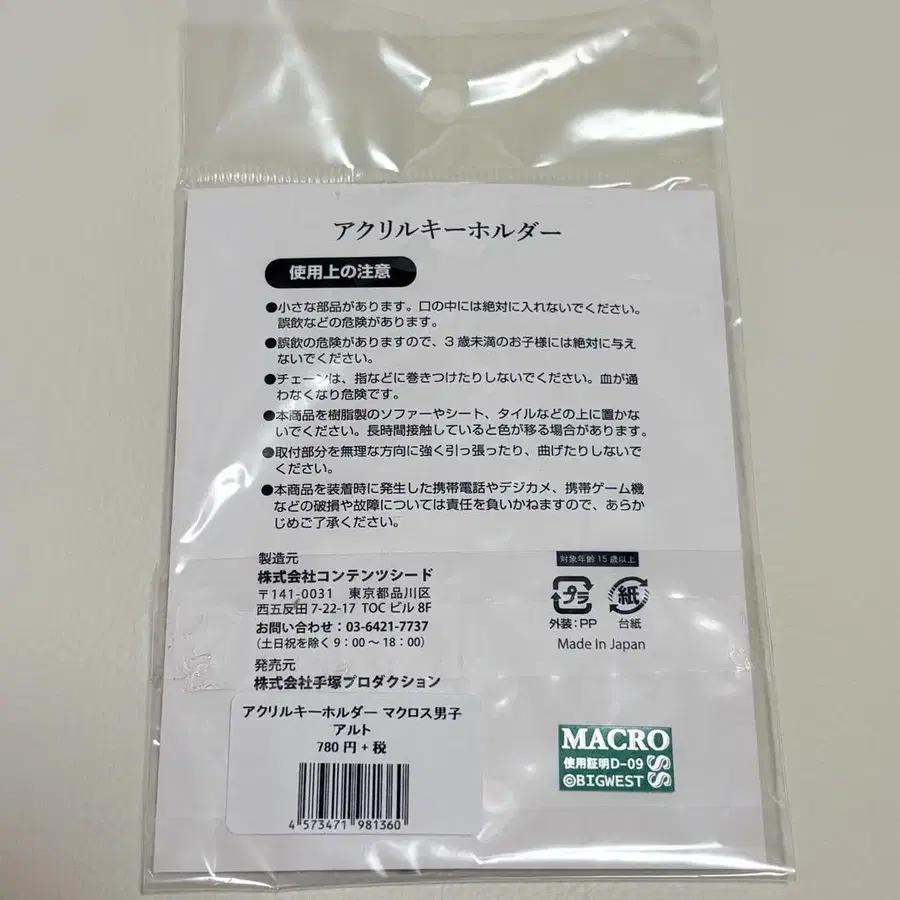 アクリルキーホルダー
使用上の注意
●小さな部品があります。口の中には絶対に入れないでください。
誤飲などの危険があります。
●誤飲の危険がありますので、3歳未満のお子様には絶対に与え
ないでください。
●チェーンは、指などに巻きつけたりしないでください。血が通
わなくなり危険です。
●本商品を樹脂製のソファーやシート、タイルなどの上に置かな
いでください。長時間接触していると色が移る場合があります。
●取付部分を無理な方向に強く引っ張ったり、曲げたりしないで
ください。
●本商品を装着時に発生した携帯電話やデジカメ、携帯ゲーム機
などの破損や故障については責任を負いかねますので、あらか
じめご了承ください。
製造元
株式会社コンテンツシード
〒141-0031 東京都品川区
西五反田 7-22-17 TOC ビル 8F
お問い合わせ：03-6421-7737
（土日祝を除く 9：00 〜 18：00）
発売元
株式会社手塚プロダクション
対象年齢15歳以上
プラ
紙
外装：PP
台紙
Made In Japan
アクリルキーホルダー マクロス男子
アルト
780 円 + 税
4 573471 981360
MACROSS
使用証明D-09
©BIGWEST